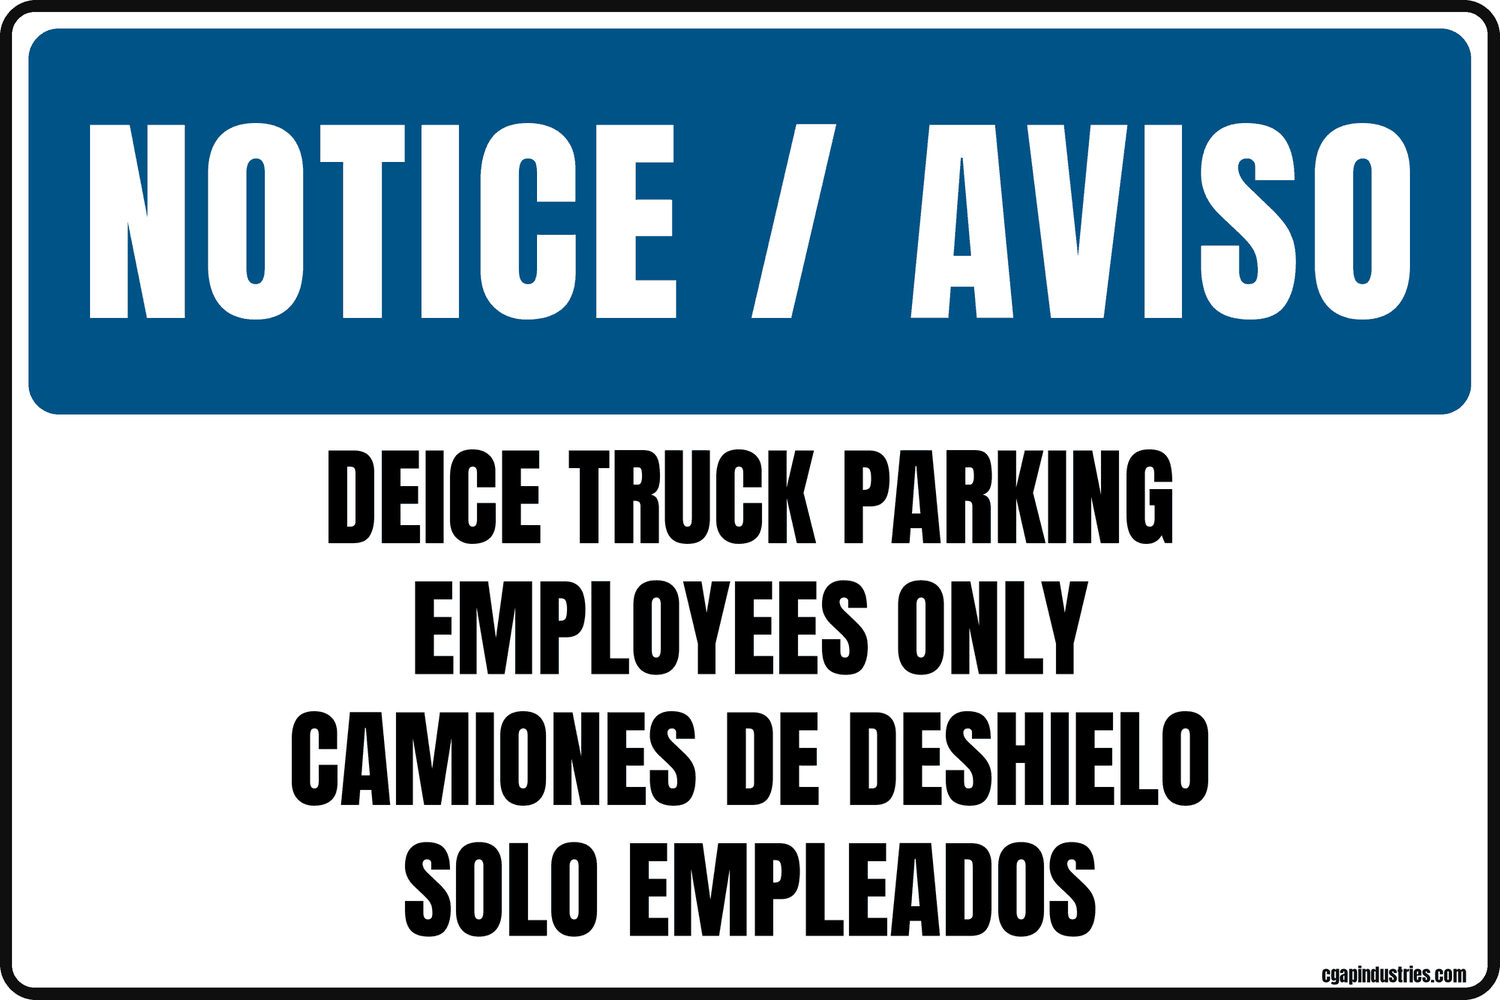 NOTICE / AVISO
DEICE TRUCK PARKING
EMPLOYEES ONLY
CAMIONES DE DESHIELO
SOLO EMPLEADOS
cgapindustries.com